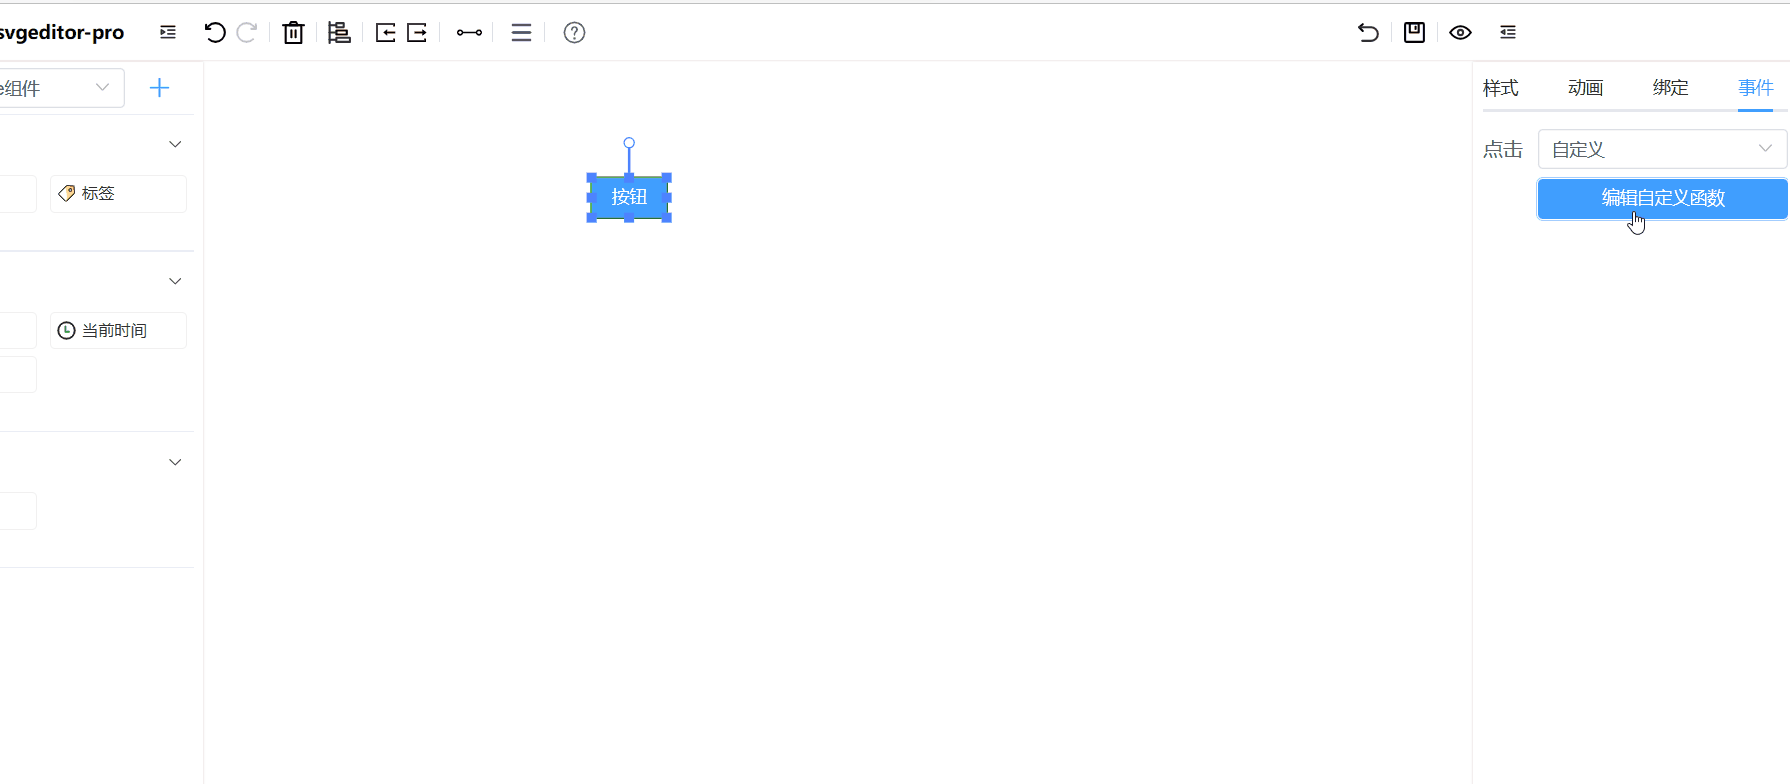 svgeditor-pro
e组件
样式 动画 绑定 事件
点击 自定义
编辑自定义函数
按钮
标签
当前时间